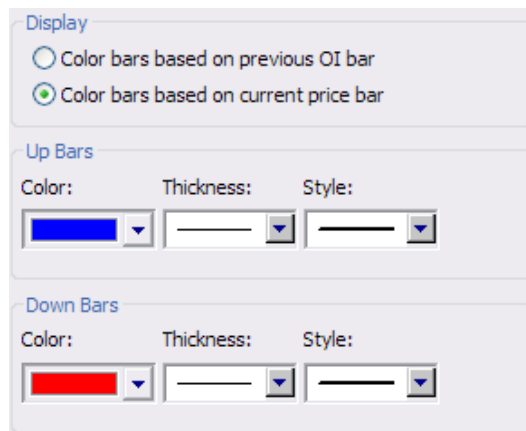 Display
Color bars based on previous OI bar
Color bars based on current price bar
Up Bars
Color: Thickness: Style:
Down Bars
Color: Thickness: Style: